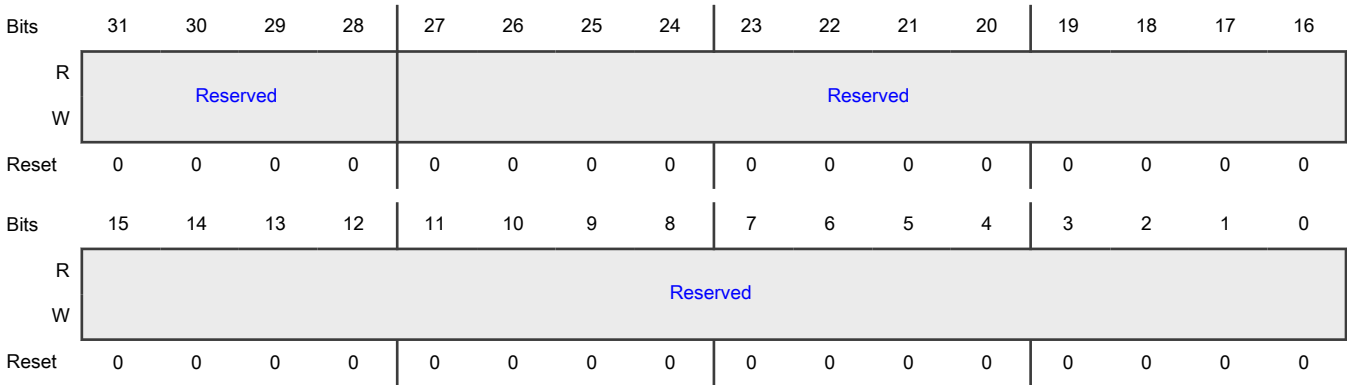 Bits 31 30 29 28 27 26 25 24 23 22 21 20 19 18 17 16
R
Reserved Reserved
W
Reset 0 0 0 0 0 0 0 0 0 0 0 0 0 0 0 0
Bits 15 14 13 12 11 10 9 8 7 6 5 4 3 2 1 0
R
Reserved
W
Reset 0 0 0 0 0 0 0 0 0 0 0 0 0 0 0 0